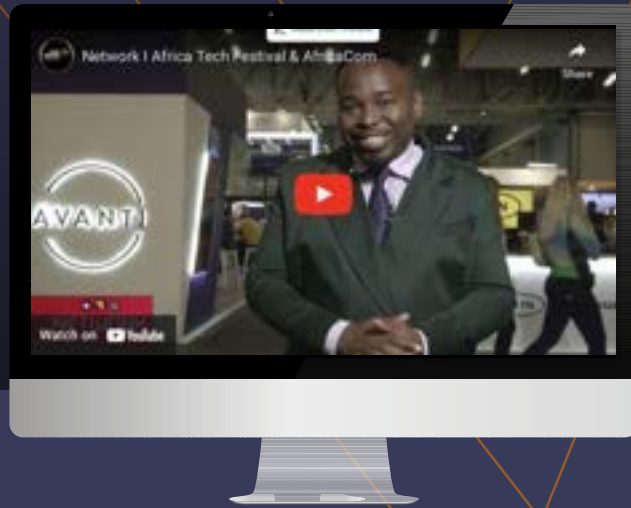 Network I Africa Tech Festival & AfricaCom
Share
AVANTI
Watch on YouTube